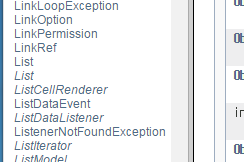 LinkLoopException
LinkOption
LinkPermission
LinkRef
List
List
ListCellRenderer
ListDataEvent
ListDataListener
ListenerNotFoundException
ListIterator
ListModel